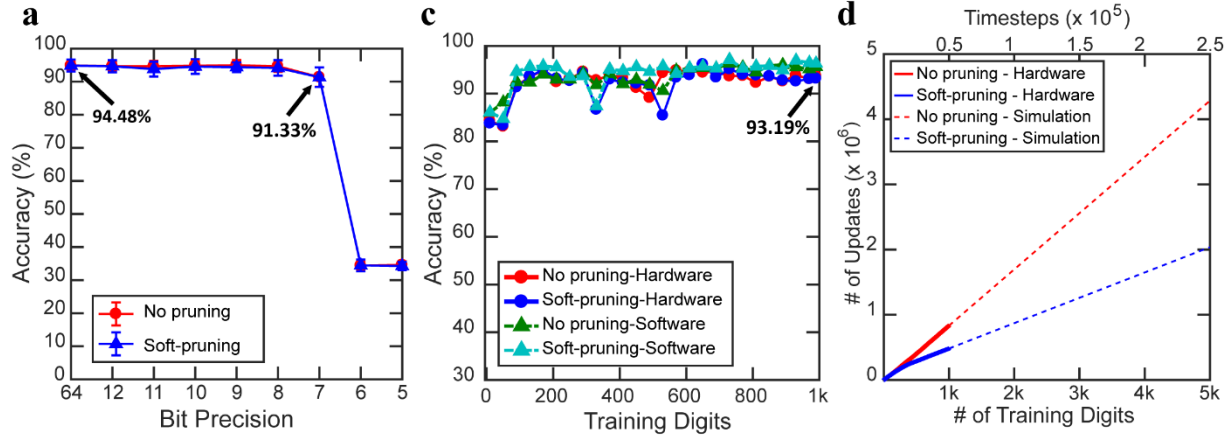 a
Accuracy (%)
100
90
80
70
60
50
40
30
20
10
0
94.48%
91.33%
No pruning
Soft-pruning
64 12 11 10 9 8 7 6 5
Bit Precision
c
Accuracy (%)
100
90
80
70
60
50
40
30
93.19%
No pruning-Hardware
Soft-pruning-Hardware
No pruning-Software
Soft-pruning-Software
0 200 400 600 800 1k
Training Digits
d
Timesteps (x 10⁵)
0.5 1 1.5 2 2.5
# of Updates (x 10⁶)
5
4
3
2
1
0
No pruning - Hardware
Soft-pruning - Hardware
No pruning - Simulation
Soft-pruning - Simulation
1k 2k 3k 4k 5k
# of Training Digits